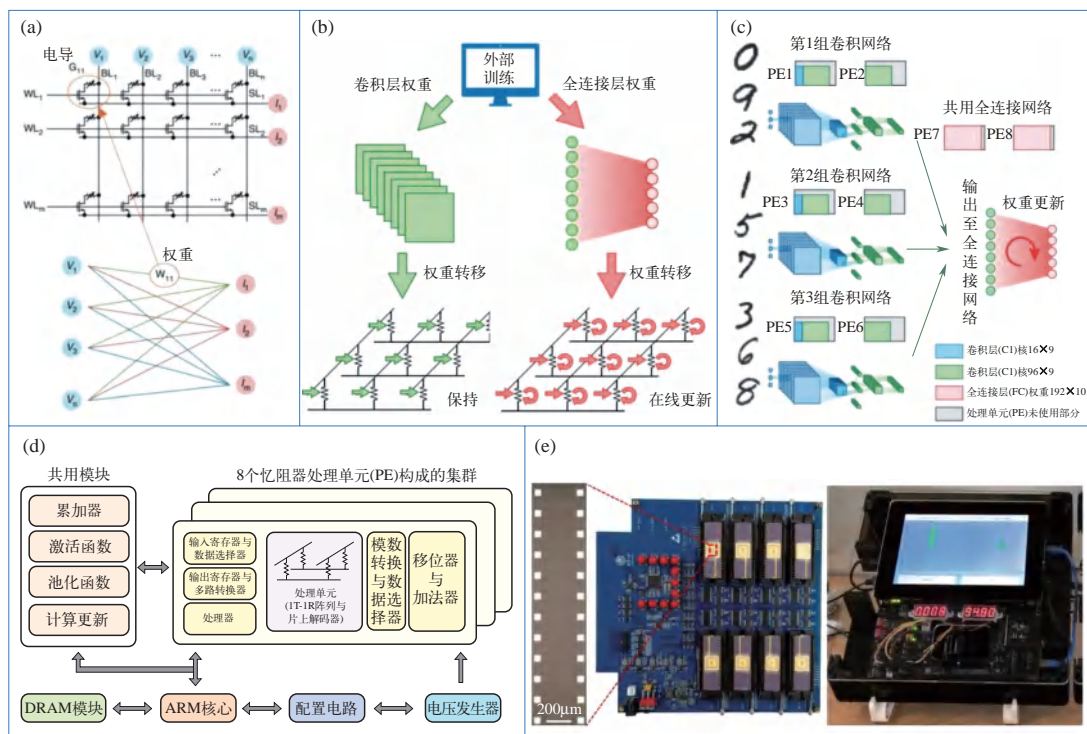 (a)
电导
V1 V2 V3 ... Vn
G11
BL1 BL2 BL3 ... BLn
WL1
SL1
I1
WL2
SL2
I2
WLm
SLm
Im
权重
W11
V1
V2
V3
Vn
I1
I2
Im
(b)
外部
训练
卷积层权重
全连接层权重
权重转移
权重转移
保持
在线更新
(c)
0
9
2
1
5
7
3
6
8
第1组卷积网络
PE1
PE2
共用全连接网络
PE7
PE8
第2组卷积网络
PE3
PE4
输出至全连接网络
权重更新
第3组卷积网络
PE5
PE6
卷积层(C1)核16×9
卷积层(C1)核96×9
全连接层(FC)权重192×10
处理单元(PE)未使用部分
(d)
共用模块
累加器
激活函数
池化函数
计算更新
8个忆阻器处理单元(PE)构成的集群
输入寄存器与
数据选择器
输出寄存器与
多路转换器
处理器
处理单元
(1T-1R阵列与
片上解码器)
模数
转换
与数
据选
择器
移位器
与
加法器
DRAM模块
ARM核心
配置电路
电压发生器
(e)
200μm